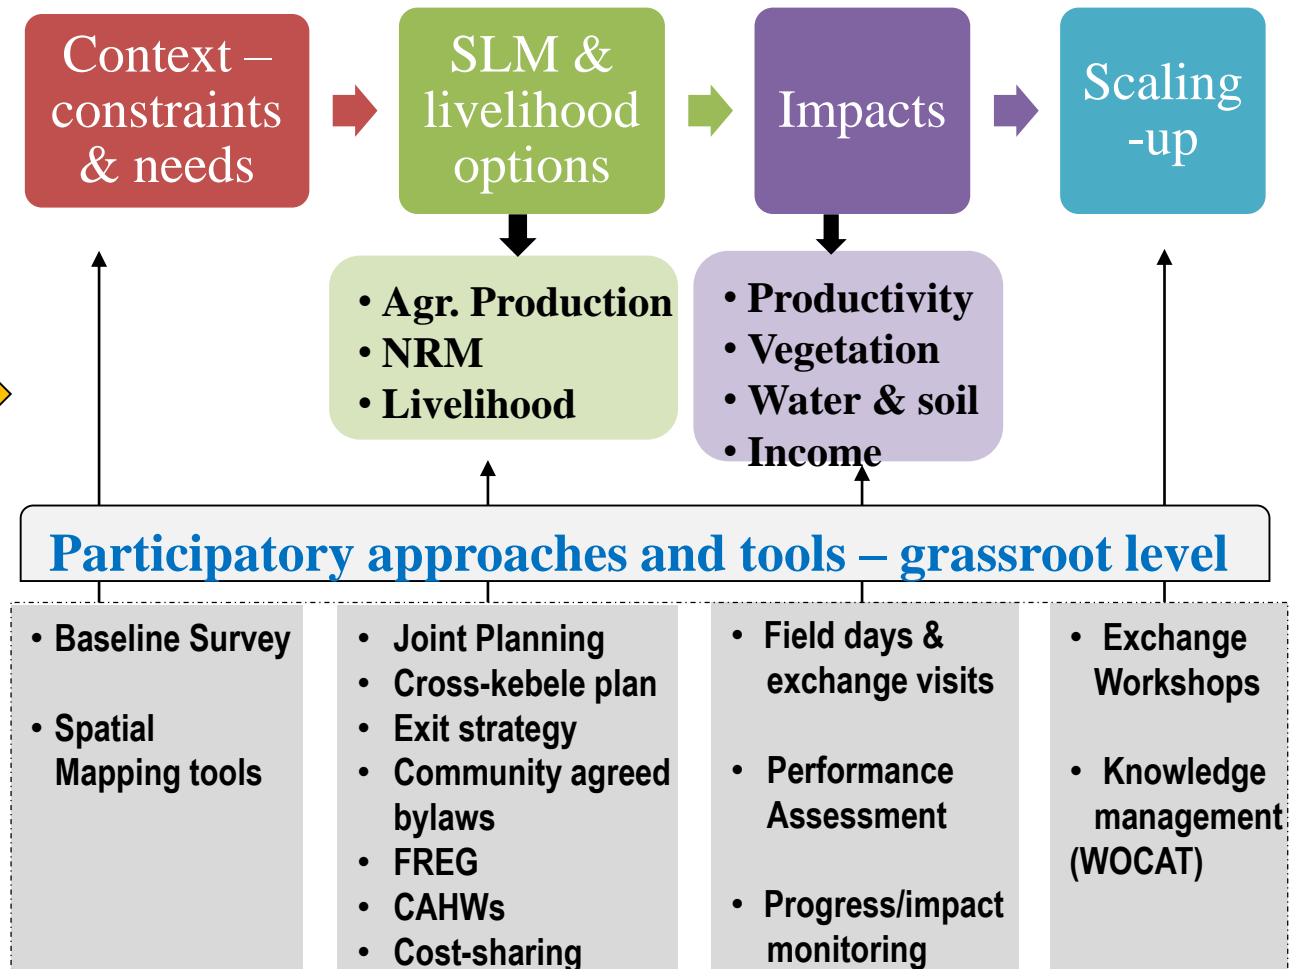 Context –
constraints
& needs
SLM &
livelihood
options
Impacts
Scaling
-up
• Agr. Production
• NRM
• Livelihood
• Productivity
• Vegetation
• Water & soil
• Income
Participatory approaches and tools – grassroot level
• Baseline Survey
• Spatial
Mapping tools
• Joint Planning
• Cross-kebele plan
• Exit strategy
• Community agreed
bylaws
• FREG
• CAHWs
• Cost-sharing
• Field days &
exchange visits
• Performance
Assessment
• Progress/impact
monitoring
• Exchange
Workshops
• Knowledge
management
(WOCAT)